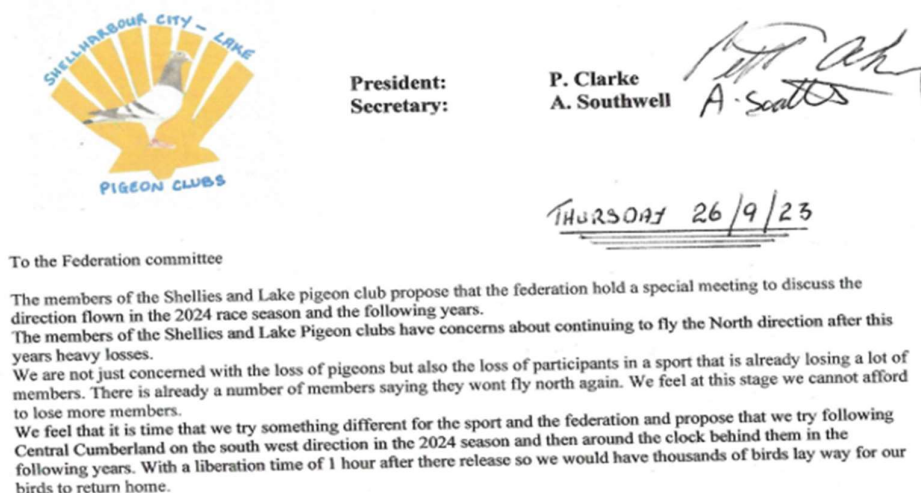 SHELLHARBOUR CITY - LAKE
PIGEON CLUBS
President: P. Clarke
Secretary: A. Southwell
A. Scatts
THURSDAY 26/9/23
To the Federation committee
The members of the Shellies and Lake pigeon club propose that the federation hold a special meeting to discuss the
direction flown in the 2024 race season and the following years.
The members of the Shellies and Lake Pigeon clubs have concerns about continuing to fly the North direction after this
years heavy losses.
We are not just concerned with the loss of pigeons but also the loss of participants in a sport that is already losing a lot of
members. There is already a number of members saying they wont fly north again. We feel at this stage we cannot afford
to lose more members.
We feel that it is time that we try something different for the sport and the federation and propose that we try following
Central Cumberland on the south west direction in the 2024 season and then around the clock behind them in the
following years. With a liberation time of 1 hour after there release so we would have thousands of birds lay way for our
birds to return home.